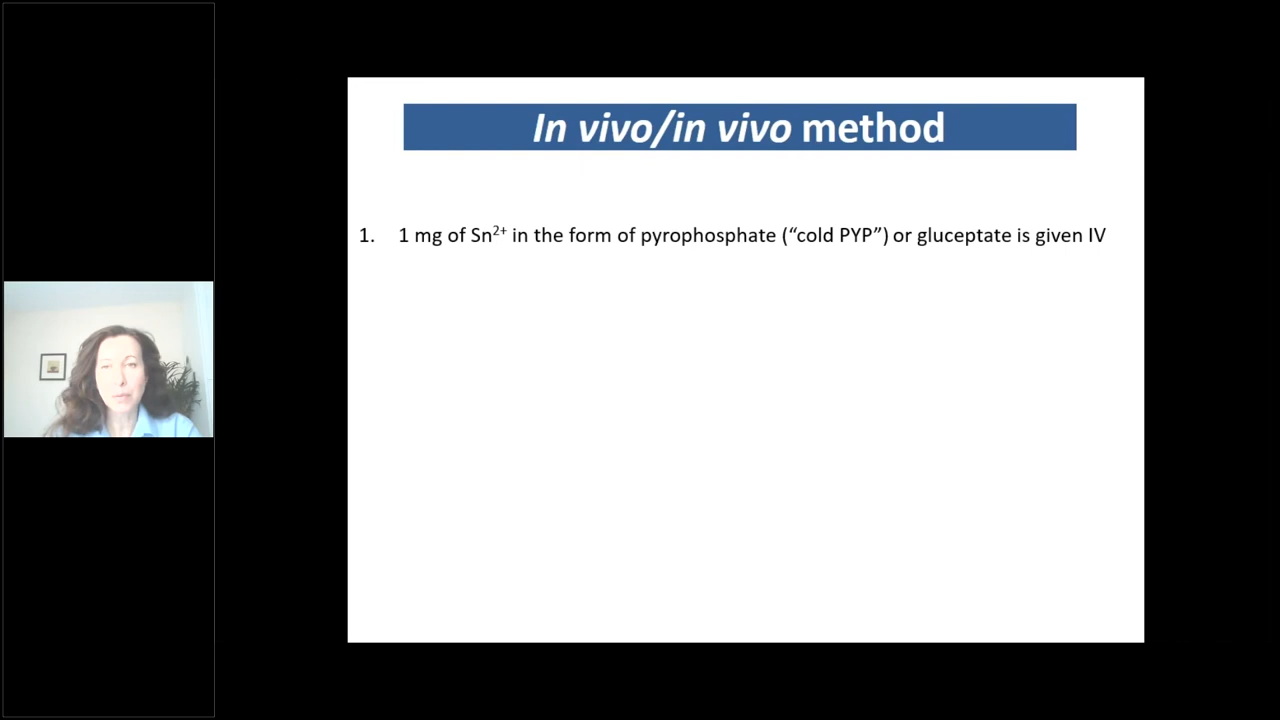 In vivo/in vivo method
1. 1 mg of Sn²⁺ in the form of pyrophosphate (“cold PYP”) or gluceptate is given IV